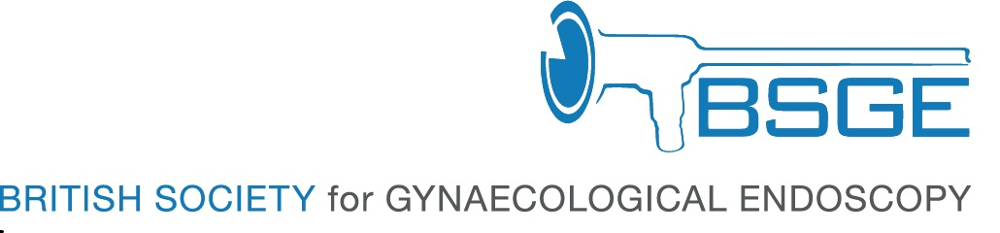 BSGE
BRITISH SOCIETY for GYNAECOLOGICAL ENDOSCOPY